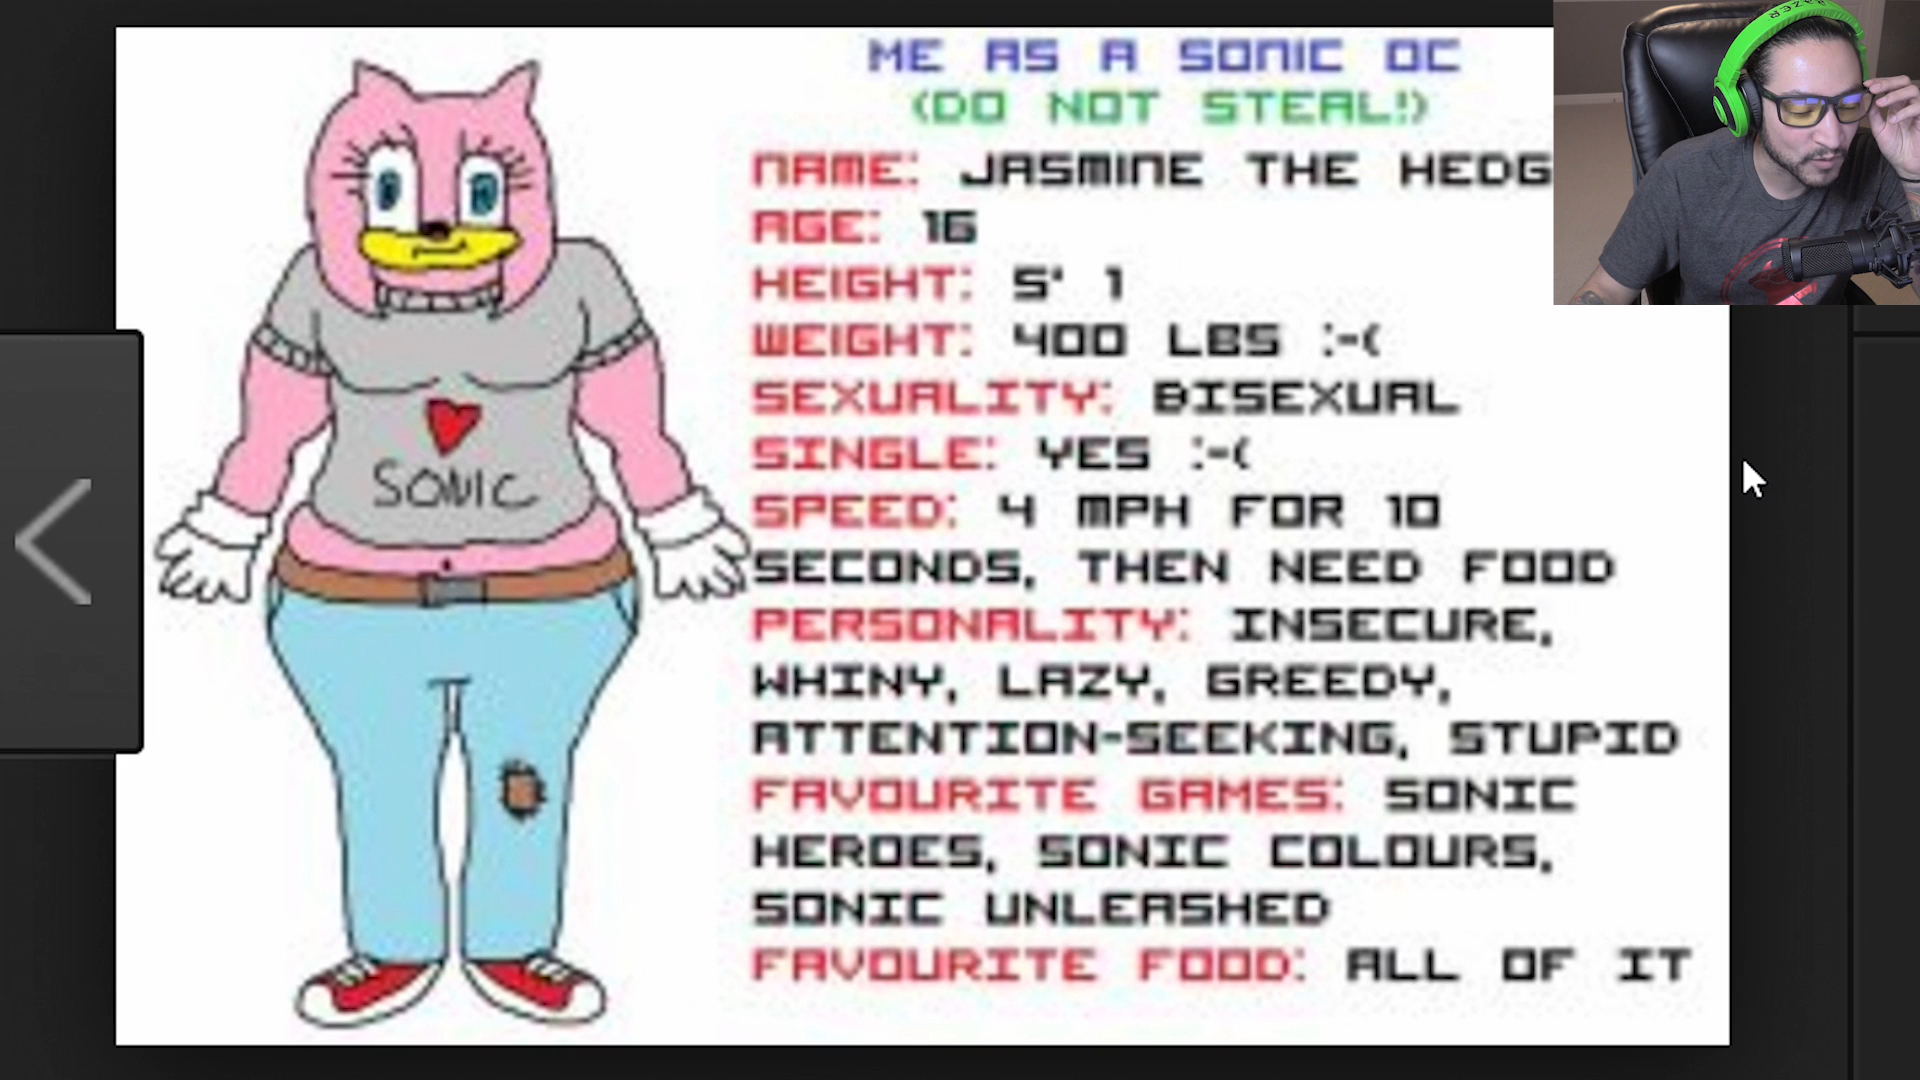 ME AS A SONIC OC
(DO NOT STEAL!)
NAME: JASMINE THE HEDG
AGE: 16
HEIGHT: 5' 1
WEIGHT: 400 LBS :-(
SEXUALITY: BISEXUAL
SINGLE: YES :-(
SPEED: 4 MPH FOR 10
SECONDS, THEN NEED FOOD
PERSONALITY: INSECURE,
WHINY, LAZY, GREEDY,
ATTENTION-SEEKING, STUPID
FAVOURITE GAMES: SONIC
HEROES, SONIC COLOURS,
SONIC UNLEASHED
FAVOURITE FOOD: ALL OF IT
SONIC
RAZER